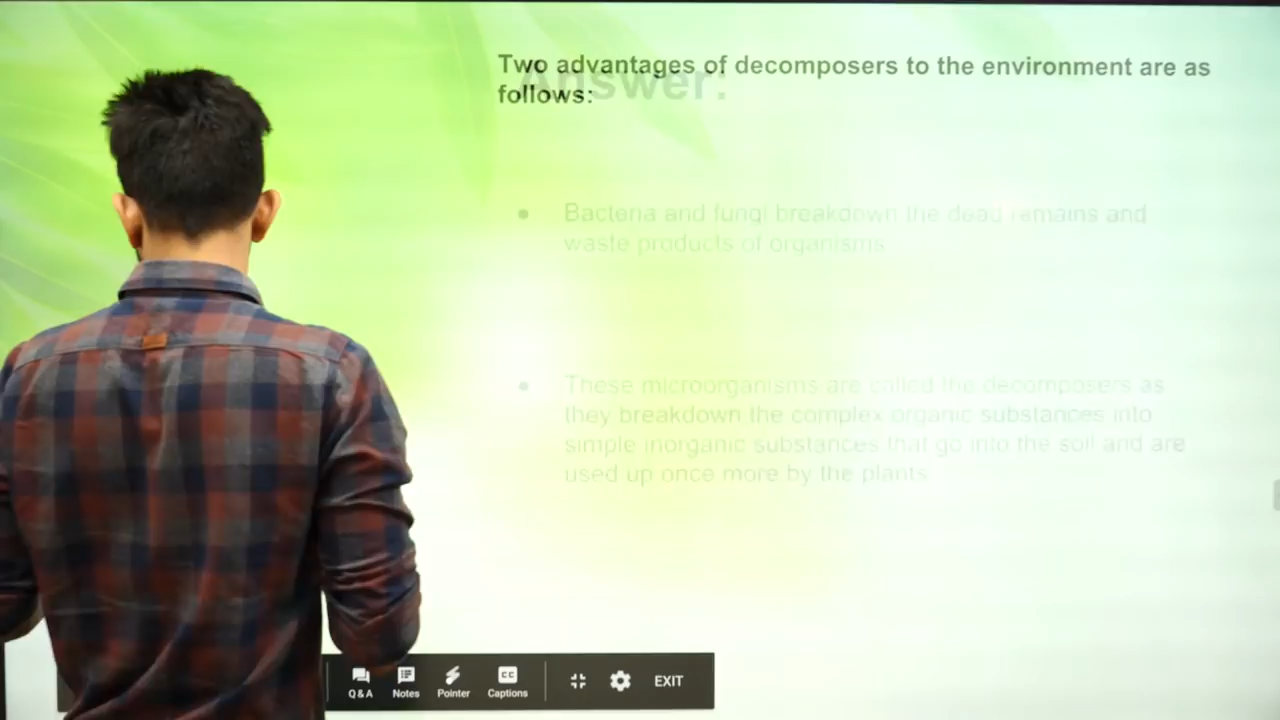 Answer:
Two advantages of decomposers to the environment are as
follows:
• Bacteria and fungi breakdown the dead remains and
waste products of organisms
• These microorganisms are called the decomposers as
they breakdown the complex organic substances into
simple inorganic substances that go into the soil and are
used up once more by the plants
Q&A Notes Pointer Captions EXIT